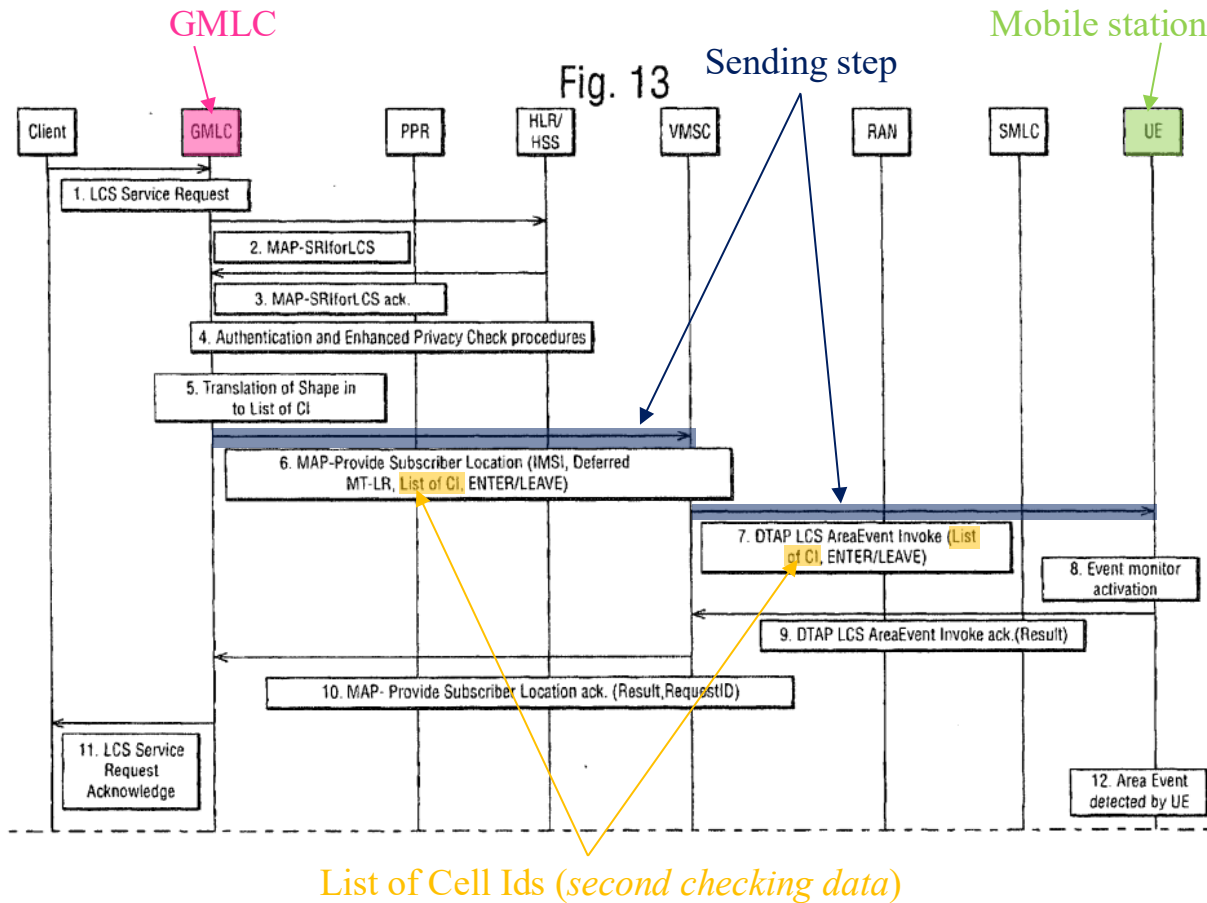 GMLC
Mobile station
Sending step
Fig. 13
Client
GMLC
PPR
HLR/
HSS
VMSC
RAN
SMLC
UE
1. LCS Service Request
2. MAP-SRIforLCS
3. MAP-SRIforLCS ack.
4. Authentication and Enhanced Privacy Check procedures
5. Translation of Shape in
to List of CI
6. MAP-Provide Subscriber Location (IMSI, Deferred
MT-LR, List of CI, ENTER/LEAVE)
7. DTAP LCS AreaEvent Invoke (List
of CI, ENTER/LEAVE)
8. Event monitor
activation
9. DTAP LCS AreaEvent Invoke ack.(Result)
10. MAP- Provide Subscriber Location ack. (Result,RequestID)
11. LCS Service
Request
Acknowledge
12. Area Event
detected by UE
List of Cell Ids (second checking data)